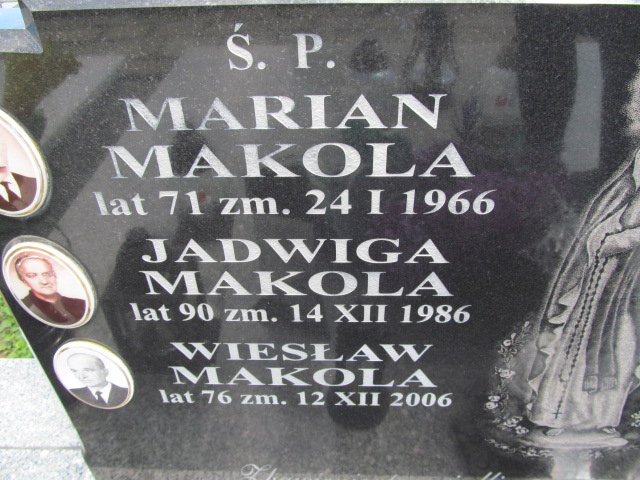 Ś. P.
MARIAN
MAKOLA
lat 71 zm. 24 I 1966
JADWIGA
MAKOLA
lat 90 zm. 14 XII 1986
WIESŁAW
MAKOLA
lat 76 zm. 12 XII 2006